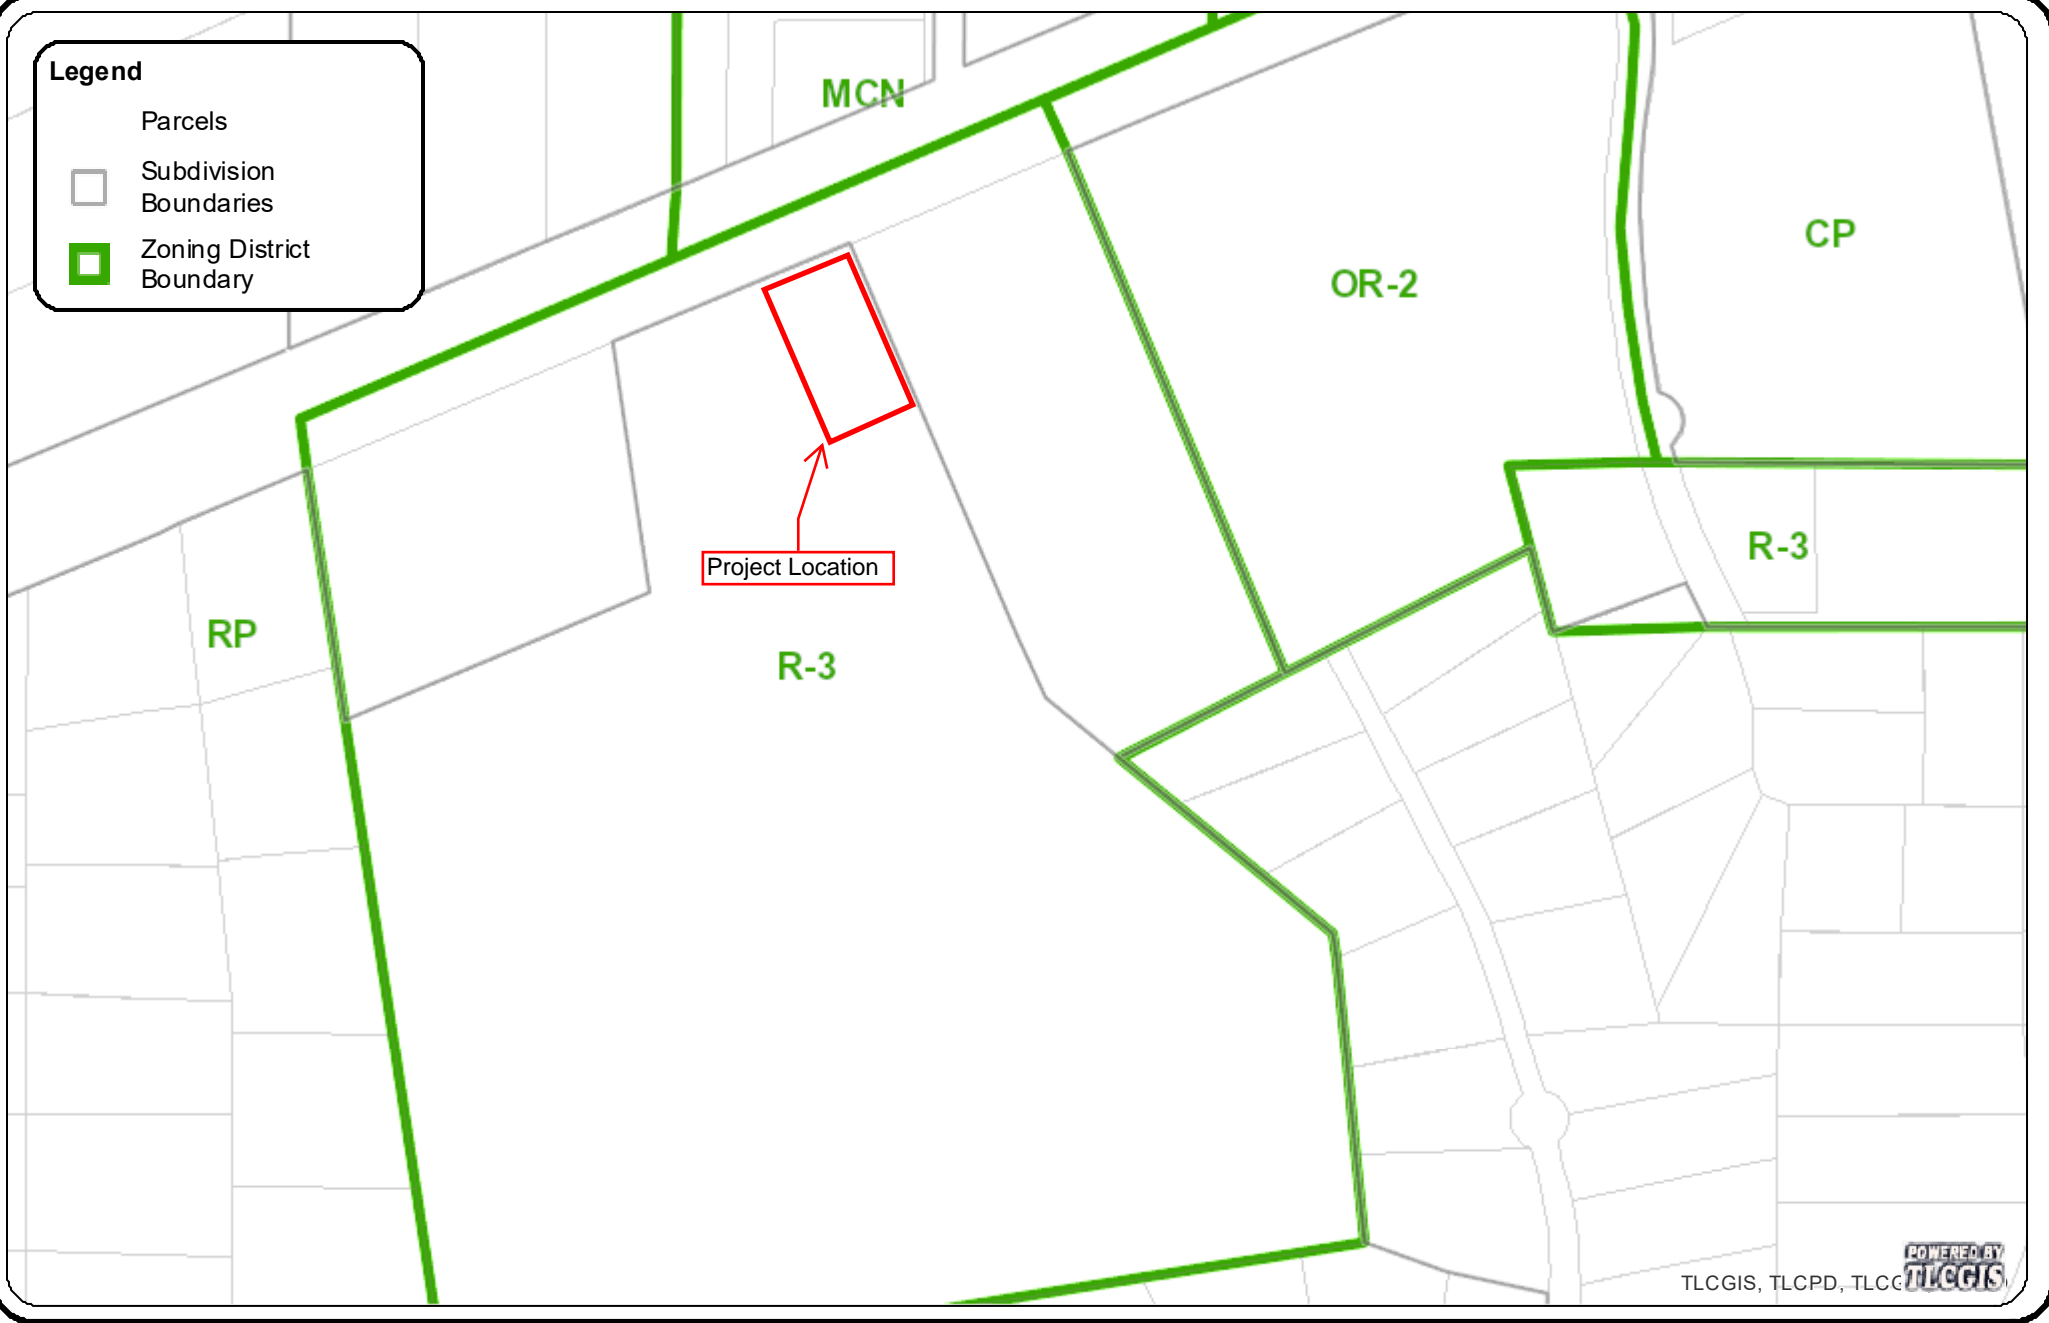 Legend
Parcels
Subdivision
Boundaries
Zoning District
Boundary
MCN
CP
OR-2
R-3
Project Location
RP
R-3
POWERED BY
TLCGIS
TLCGIS, TLCPD, TLCG